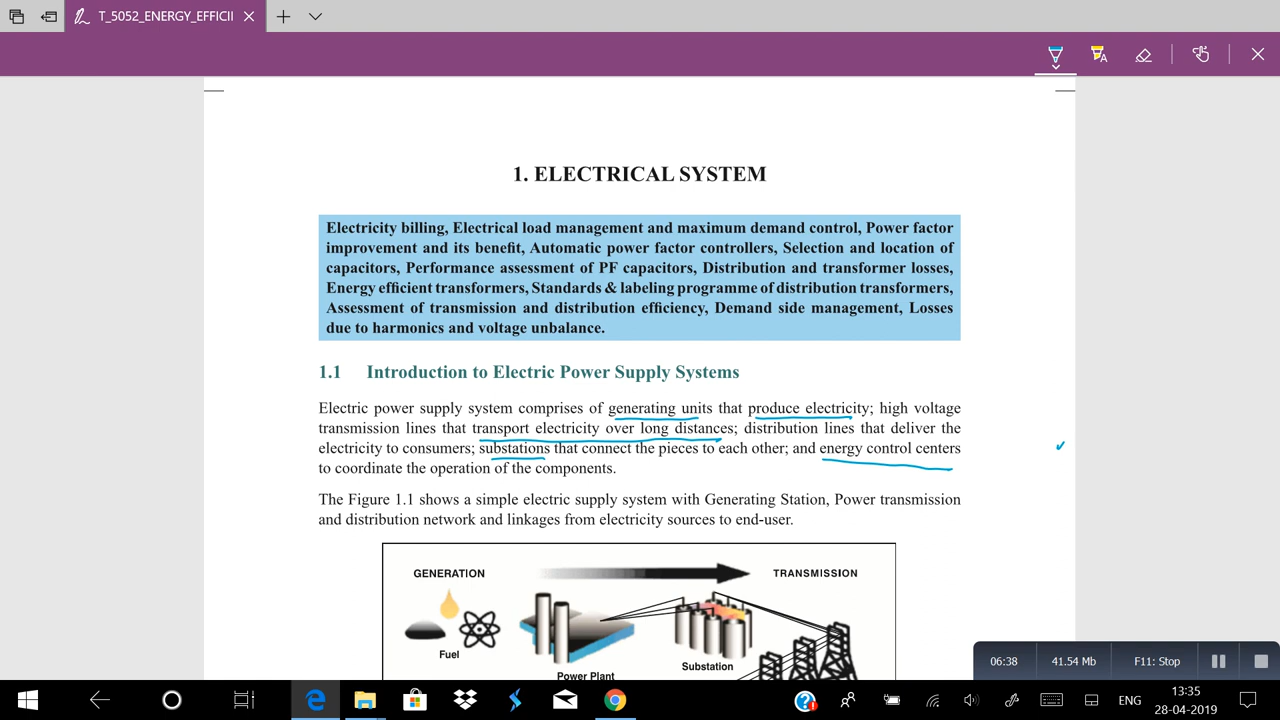 T_5052_ENERGY_EFFICII
1. ELECTRICAL SYSTEM
Electricity billing, Electrical load management and maximum demand control, Power factor
improvement and its benefit, Automatic power factor controllers, Selection and location of
capacitors, Performance assessment of PF capacitors, Distribution and transformer losses,
Energy efficient transformers, Standards & labeling programme of distribution transformers,
Assessment of transmission and distribution efficiency, Demand side management, Losses
due to harmonics and voltage unbalance.
1.1 Introduction to Electric Power Supply Systems
Electric power supply system comprises of generating units that produce electricity; high voltage
transmission lines that transport electricity over long distances; distribution lines that deliver the
electricity to consumers; substations that connect the pieces to each other; and energy control centers
to coordinate the operation of the components.
The Figure 1.1 shows a simple electric supply system with Generating Station, Power transmission
and distribution network and linkages from electricity sources to end-user.
GENERATION
TRANSMISSION
Fuel
Power Plant
Substation
06:38
41.54 Mb
F11: Stop
ENG
13:35
28-04-2019